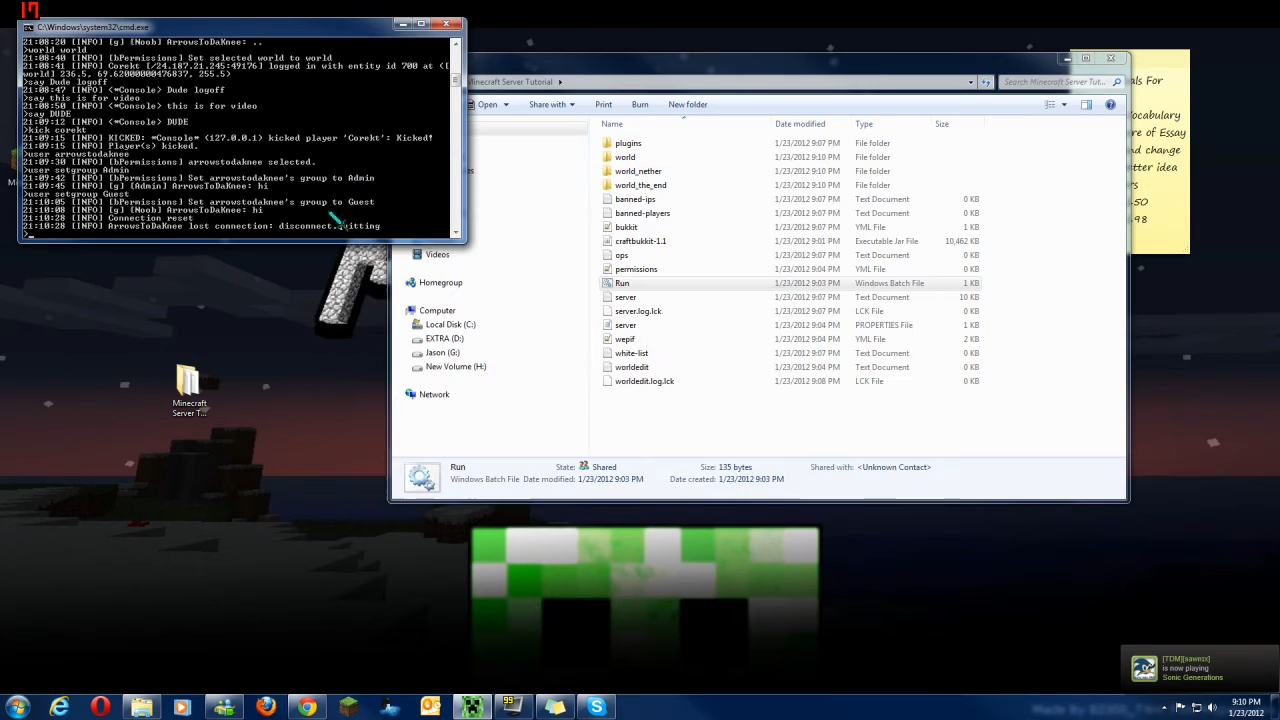 17
C:\Windows\system32\cmd.exe
21:08:20 [INFO] [g] [Noob] ArrowsToDaKnee: ..
>world world
21:08:40 [INFO] [bPermissions] Set selected world to world
21:08:41 [INFO] Corekt [/24.187.21.245:49176] logged in with entity id 700 at ([
world] 236.5, 69.62000000476837, 255.5)
>say Dude logoff
21:08:47 [INFO] <*Console> Dude logoff
>say this is for video
21:08:50 [INFO] <*Console> this is for video
>say DUDE
21:09:12 [INFO] <*Console> DUDE
>kick corekt
21:09:15 [INFO] KICKED: *Console* (127.0.0.1) kicked player 'Corekt': Kicked!
21:09:15 [INFO] Player(s) kicked.
>user arrowstodaknee
21:09:30 [INFO] [bPermissions] arrowstodaknee selected.
>user setgroup Admin
21:09:42 [INFO] [bPermissions] Set arrowstodaknee's group to Admin
21:09:45 [INFO] [g] [Admin] ArrowsToDaKnee: hi
>user setgroup Guest
21:10:05 [INFO] [bPermissions] Set arrowstodaknee's group to Guest
21:10:08 [INFO] [g] [Noob] ArrowsToDaKnee: hi
21:10:28 [INFO] Connection reset
21:10:28 [INFO] ArrowsToDaKnee lost connection: disconnect.quitting
>
Minecraft Server Tutorial
Search Minecraft Server Tut...
Open Share with Print Burn New folder
Name Date modified Type Size
plugins 1/23/2012 9:07 PM File folder
world 1/23/2012 9:10 PM File folder
world_nether 1/23/2012 9:10 PM File folder
world_the_end 1/23/2012 9:10 PM File folder
banned-ips 1/23/2012 9:07 PM Text Document 0 KB
banned-players 1/23/2012 9:07 PM Text Document 0 KB
bukkit 1/23/2012 9:07 PM YML File 1 KB
craftbukkit-1.1 1/23/2012 9:01 PM Executable Jar File 10,462 KB
ops 1/23/2012 9:07 PM Text Document 0 KB
permissions 1/23/2012 9:04 PM YML File 0 KB
Run 1/23/2012 9:03 PM Windows Batch File 1 KB
server 1/23/2012 9:10 PM Text Document 10 KB
server.log.lck 1/23/2012 9:07 PM LCK File 0 KB
server 1/23/2012 9:04 PM PROPERTIES File 1 KB
wepif 1/23/2012 9:04 PM YML File 2 KB
white-list 1/23/2012 9:07 PM Text Document 0 KB
worldedit 1/23/2012 9:04 PM Text Document 0 KB
worldedit.log.lck 1/23/2012 9:08 PM LCK File 0 KB
Videos
Homegroup
Computer
Local Disk (C:)
EXTRA (D:)
Jason (G:)
New Volume (H:)
Network
Run State: Shared Size: 135 bytes Shared with: <Unknown Contact>
Windows Batch File Date modified: 1/23/2012 9:03 PM Date created: 1/23/2012 9:03 PM
als For
ocabulary
re of Essay
nd change
etter idea
-50
-98
Minecraft
Server T...
[TDM][sawnix]
is now playing
Sonic Generations
99
9:10 PM
1/23/2012